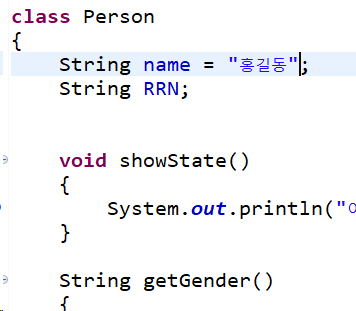 class Person
{
String name = "홍길동";
String RRN;
void showState()
{
System.out.println("
}
String getGender()
{